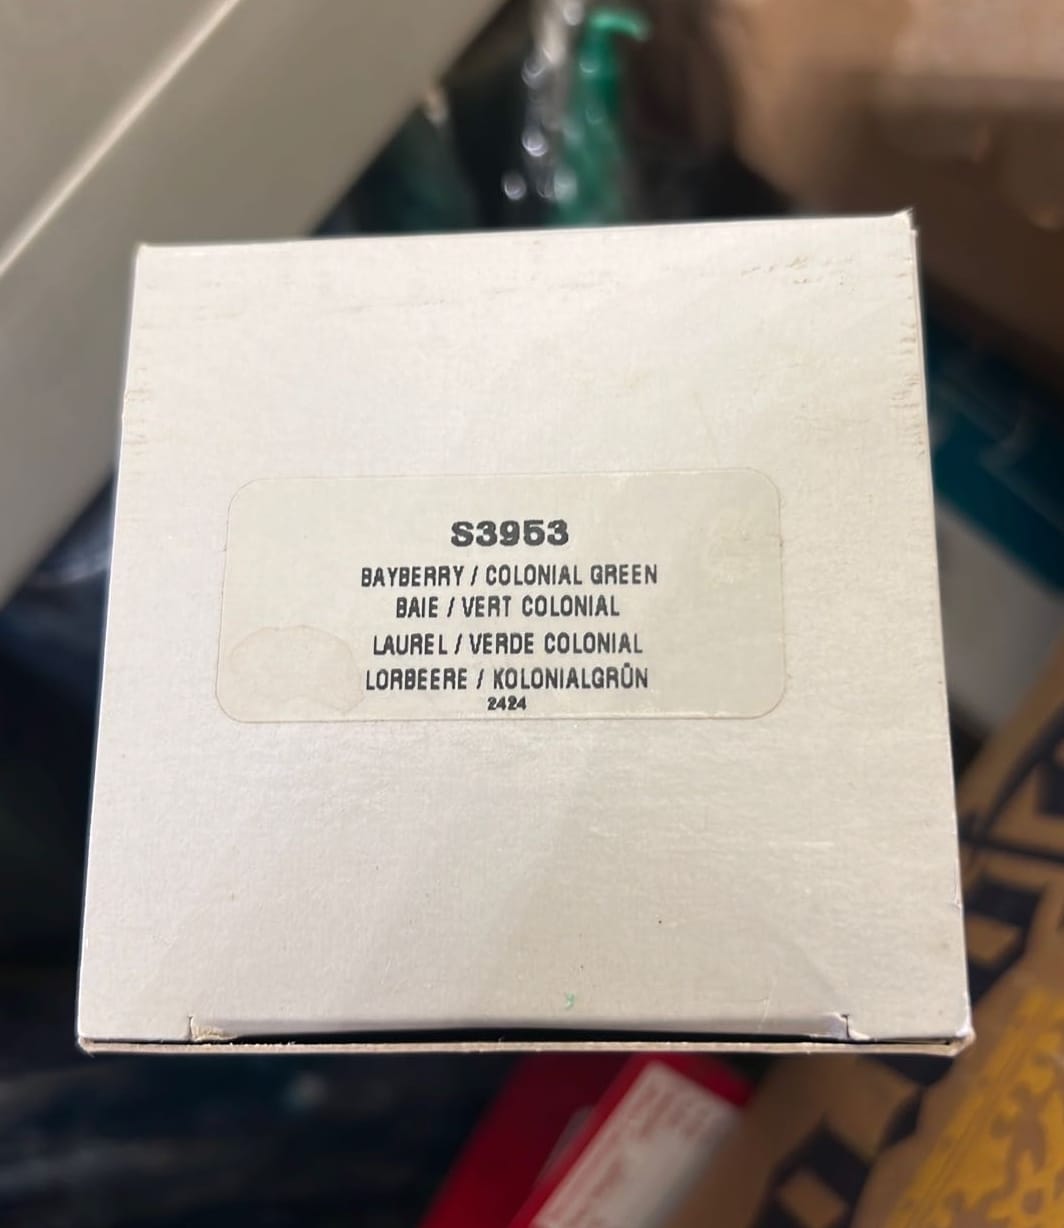 S3953
BAYBERRY / COLONIAL GREEN
BAIE / VERT COLONIAL
LAUREL / VERDE COLONIAL
LORBEERE / KOLONIALGRÜN
2424